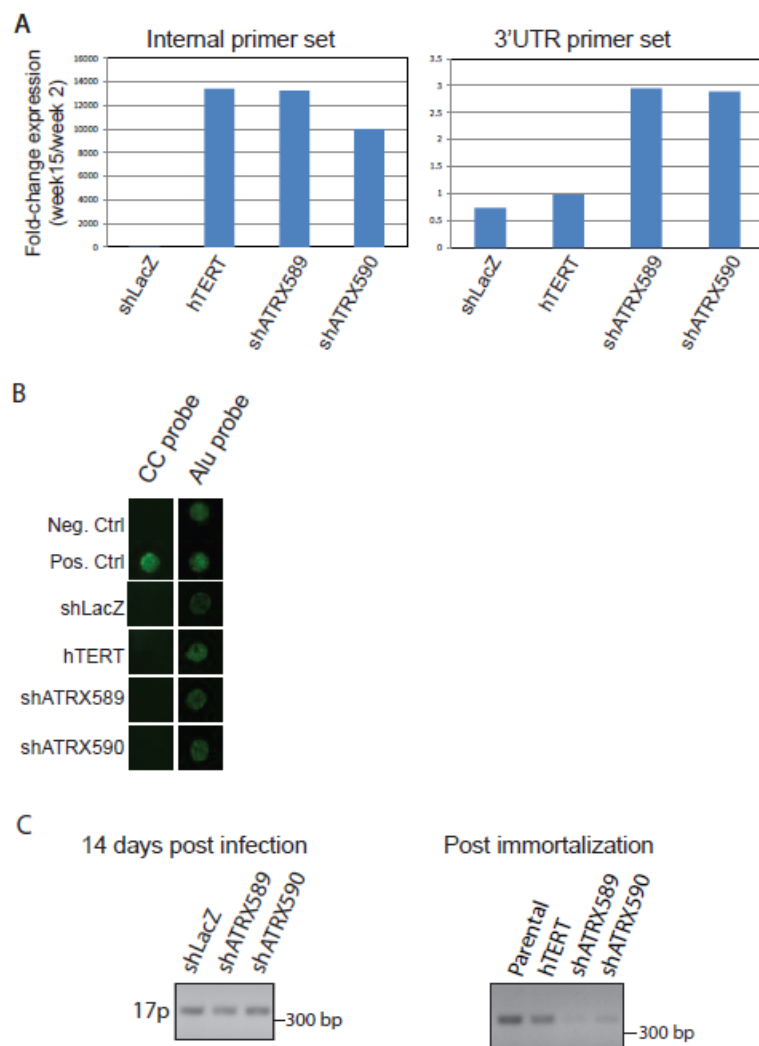 A
Internal primer set
3'UTR primer set
Fold-change expression
(week15/week 2)
16000
14000
12000
10000
8000
6000
4000
2000
0
shLacZ
hTERT
shATRX589
shATRX590
3.5
3
2.5
2
1.5
1
0.5
0
shLacZ
hTERT
shATRX589
shATRX590
B
CC probe
Alu probe
Neg. Ctrl
Pos. Ctrl
shLacZ
hTERT
shATRX589
shATRX590
C
14 days post infection
Post immortalization
shLacZ
shATRX589
shATRX590
17p
300 bp
Parental
hTERT
shATRX589
shATRX590
300 bp